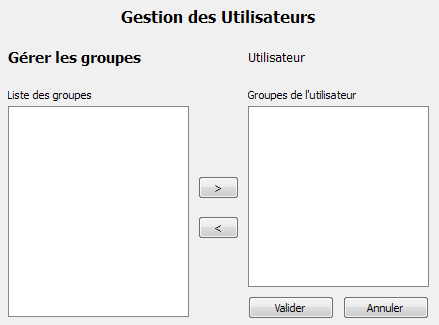 Gestion des Utilisateurs
Gérer les groupes
Utilisateur
Liste des groupes
Groupes de l'utilisateur
>
<
Valider
Annuler